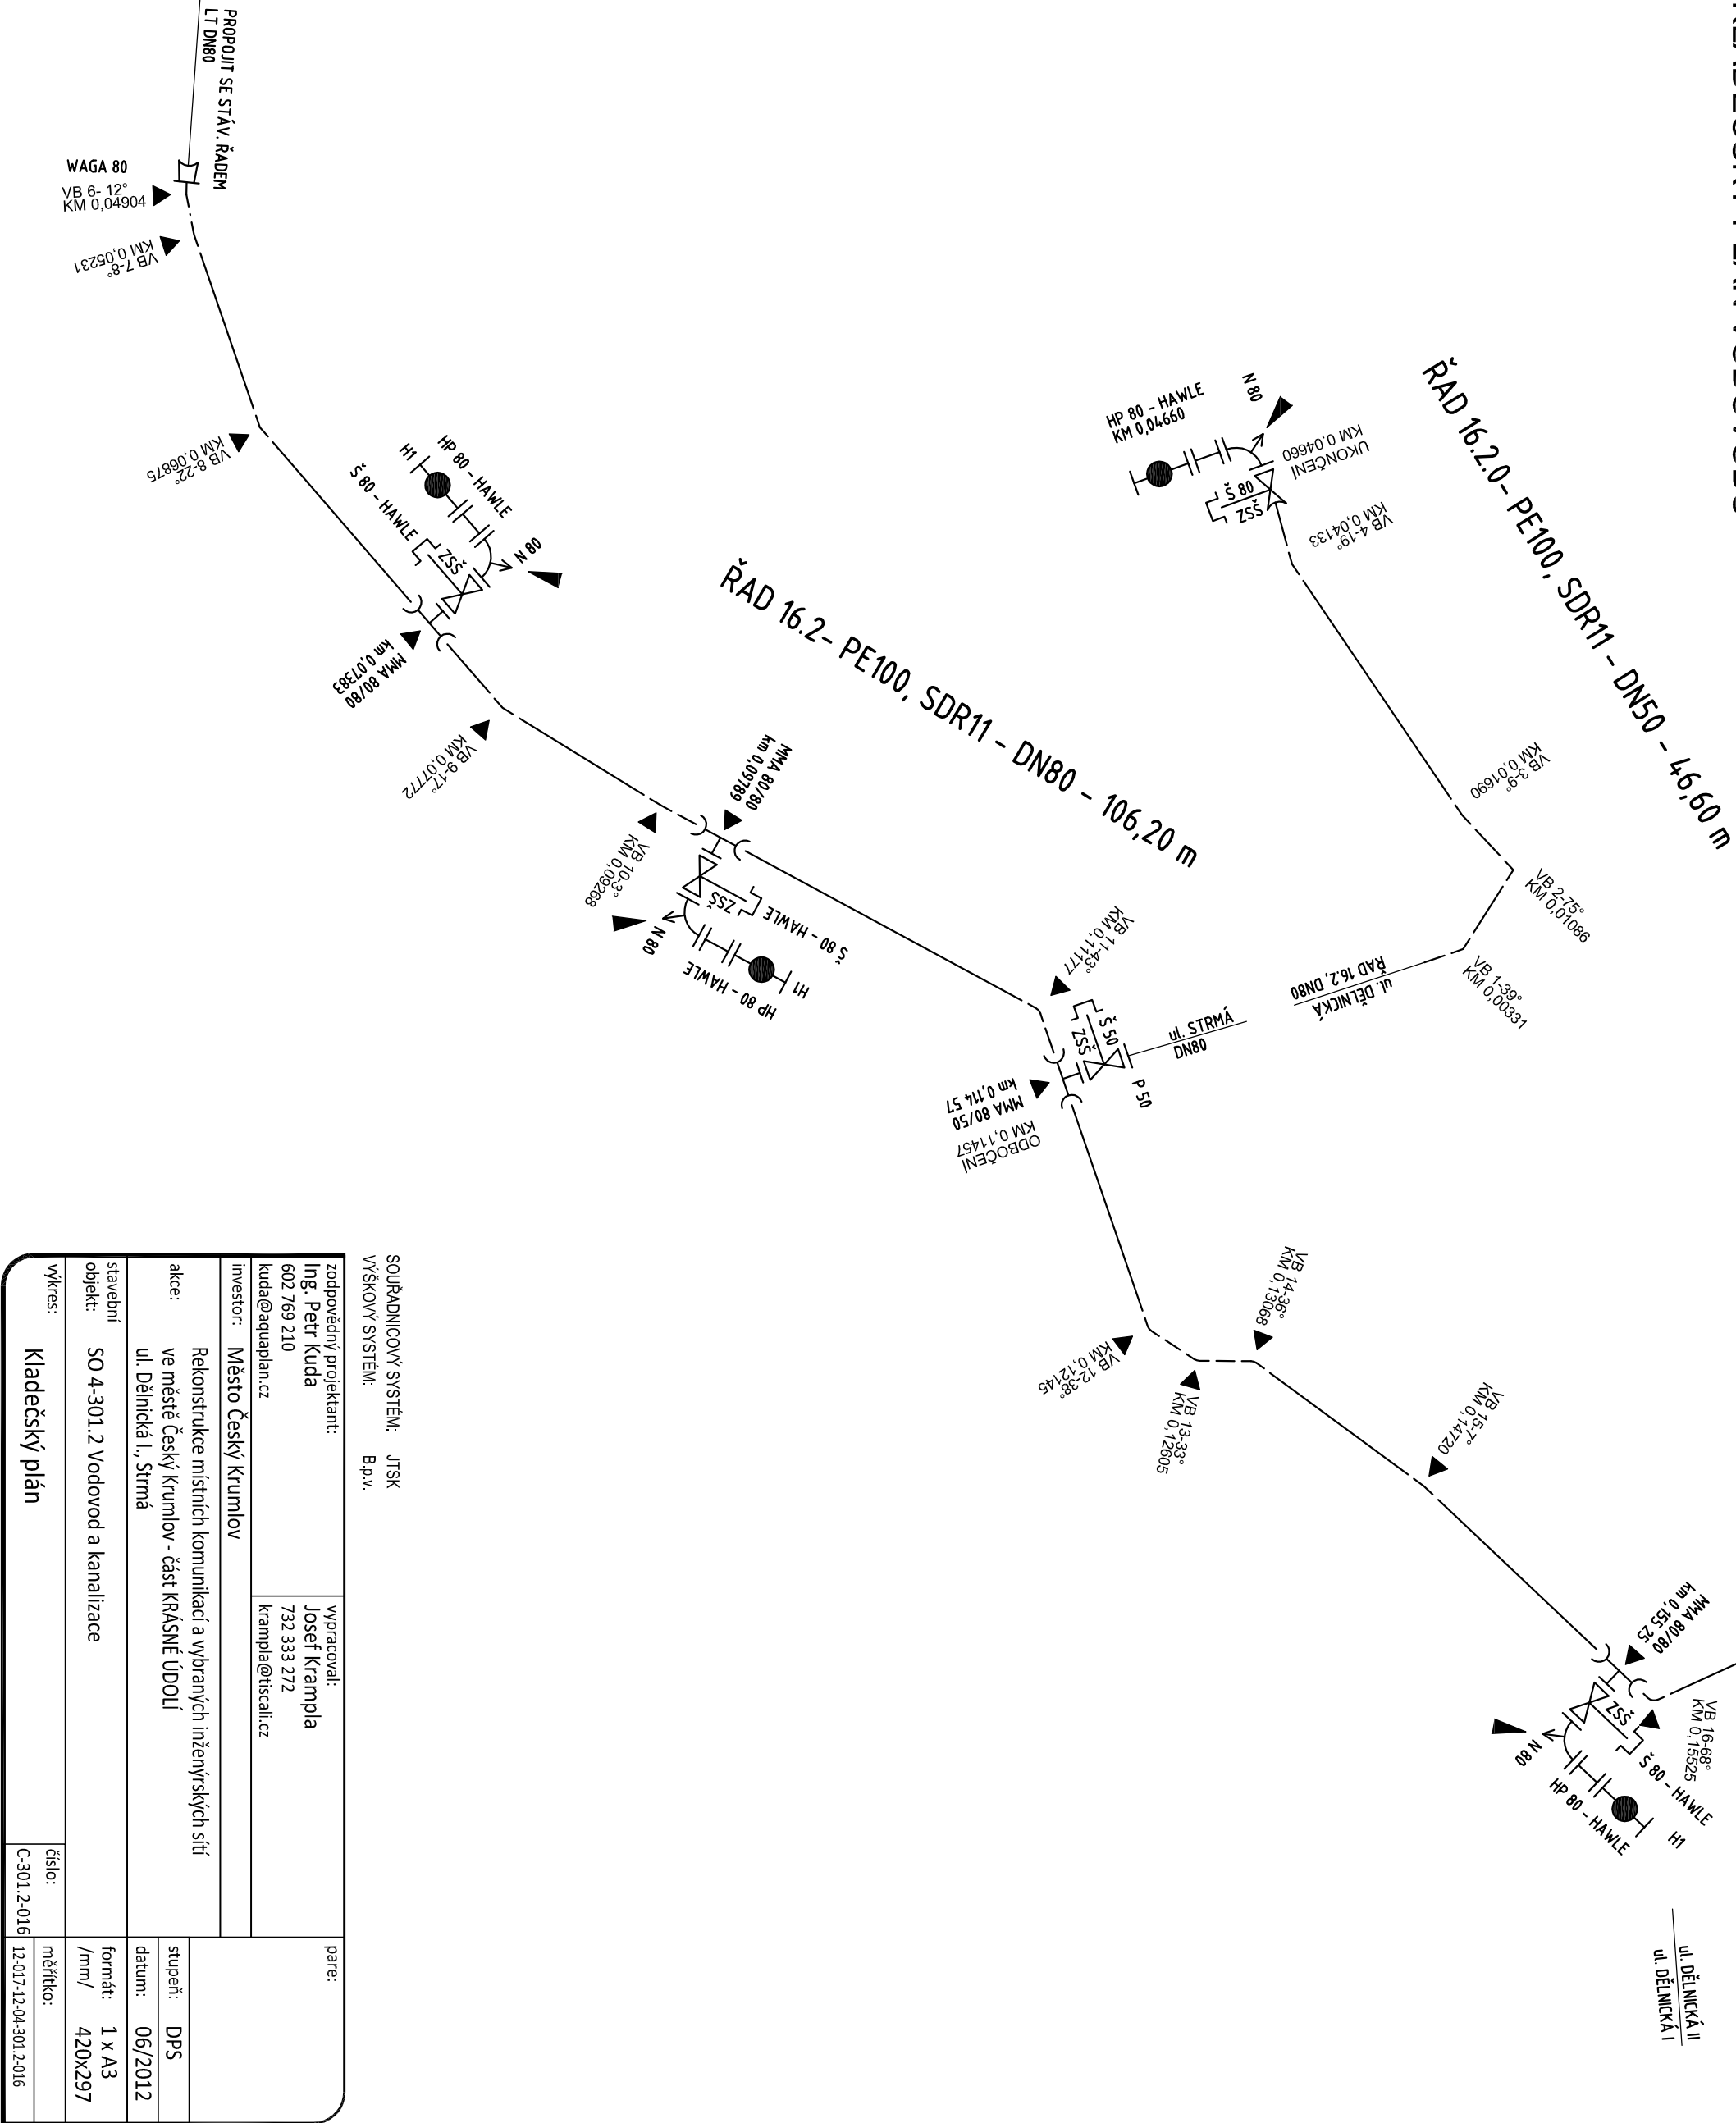 PROPOJIT SE STÁV. ŘADEM
LT DN80
WAGA 80
VB 6- 12°
KM 0,04904
VB 7-8°
KM 0,05231
VB 8-22°
KM 0,06875
H1
HP 80 - HAWLE
Š 80 - HAWLE
ZSŠ
N 80
MMA 80/80
km 0,07383
VB 9-17°
KM 0,07772
ŘAD 16.2- PE100, SDR11 - DN80 - 106,20 m
MMA 80/80
km 0,09789
VB 10-3°
KM 0,09268
ZSŠ
Š 80 - HAWLE
N 80
HP 80 - HAWLE
H1
HP 80 - HAWLE
KM 0,04660
N 80
UKONČENÍ
KM 0,04660
Š 80
ZSŠ
VB 4-19°
KM 0,04133
ŘAD 16.2.0- PE100, SDR11 - DN50 - 46,60 m
VB 3-9°
KM 0,01690
VB 2-75°
KM 0,01086
VB 1-39°
KM 0,00331
ul. DĚLNICKÁ
ŘAD 16.2, DN80
ul. STRMÁ
DN80
VB 11-43°
KM 0,11177
Š 50
ZSŠ
P 50
MMA 80/50
km 0,114 57
ODBOČENÍ
KM 0,11457
VB 12-38°
KM 0,12145
VB 13-33°
KM 0,12605
VB 14-36°
KM 0,13068
VB 15-7°
KM 0,14720
MMA 80/80
km 0,155 25
VB 16-68°
KM 0,15525
ZSŠ
Š 80 - HAWLE
N 80
HP 80 - HAWLE
H1
ul. DĚLNICKÁ II
ul. DĚLNICKÁ I
SOUŘADNICOVÝ SYSTÉM: JTSK
VÝŠKOVÝ SYSTÉM: B.p.v.
zodpovědný projektant:
Ing. Petr Kuda
602 769 210
kuda@aquaplan.cz
vypracoval:
Josef Krampla
732 333 272
krampla@tiscali.cz
pare:
investor: Město Český Krumlov
akce: Rekonstrukce místních komunikací a vybraných inženýrských sítí
ve městě Český Krumlov - část KRÁSNÉ ÚDOLÍ
ul. Dělnická I., Strmá
stavební
objekt: SO 4-301.2 Vodovod a kanalizace
výkres: Kladečský plán
číslo:
C-301.2-016
stupeň: DPS
datum: 06/2012
formát: 1 x A3
/mm/ 420x297
měřítko:
12-017-12-04-301.2-016